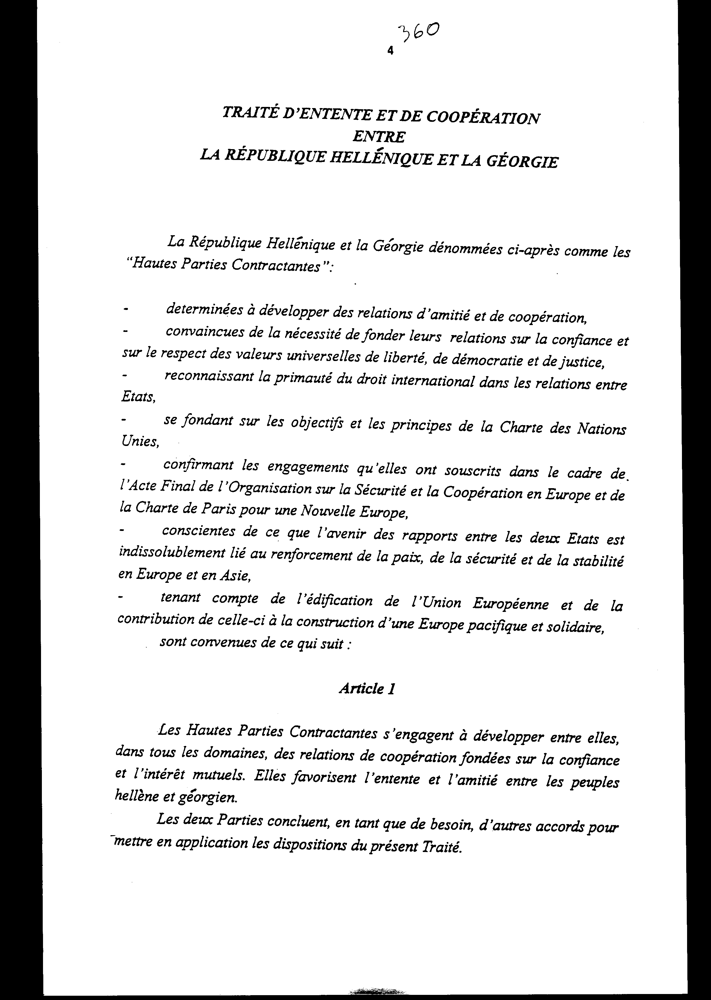 360
4
TRAITÉ D'ENTENTE ET DE COOPÉRATION
ENTRE
LA RÉPUBLIQUE HELLÉNIQUE ET LA GÉORGIE
La République Hellénique et la Géorgie dénommées ci-après comme les
“Hautes Parties Contractantes”:
- determinées à développer des relations d'amitié et de coopération,
- convaincues de la nécessité de fonder leurs relations sur la confiance et
sur le respect des valeurs universelles de liberté, de démocratie et de justice,
- reconnaissant la primauté du droit international dans les relations entre
Etats,
- se fondant sur les objectifs et les principes de la Charte des Nations
Unies,
- confirmant les engagements qu'elles ont souscrits dans le cadre de
l'Acte Final de l'Organisation sur la Sécurité et la Coopération en Europe et de
la Charte de Paris pour une Nouvelle Europe,
- conscientes de ce que l'avenir des rapports entre les deux Etats est
indissolublement lié au renforcement de la paix, de la sécurité et de la stabilité
en Europe et en Asie,
- tenant compte de l'édification de l'Union Européenne et de la
contribution de celle-ci à la construction d'une Europe pacifique et solidaire,
sont convenues de ce qui suit :
Article 1
Les Hautes Parties Contractantes s'engagent à développer entre elles,
dans tous les domaines, des relations de coopération fondées sur la confiance
et l'intérêt mutuels. Elles favorisent l'entente et l'amitié entre les peuples
hellène et géorgien.
Les deux Parties concluent, en tant que de besoin, d'autres accords pour
mettre en application les dispositions du présent Traité.